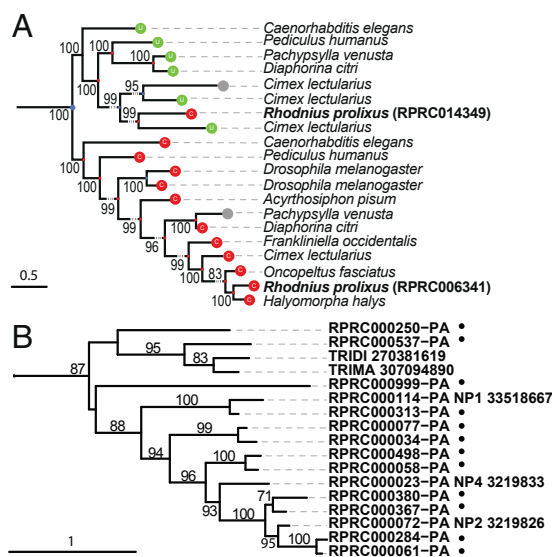 A
Caenorhabditis elegans
Pediculus humanus
Pachypsylla venusta
Diaphorina citri
Cimex lectularius
Cimex lectularius
Rhodnius prolixus (RPRC014349)
Cimex lectularius
Caenorhabditis elegans
Pediculus humanus
Drosophila melanogaster
Drosophila melanogaster
Acyrthosiphon pisum
Pachypsylla venusta
Diaphorina citri
Frankliniella occidentalis
Cimex lectularius
Oncopeltus fasciatus
Rhodnius prolixus (RPRC006341)
Halyomorpha halys
U
U
U
U
U
C
U
C
C
C
C
C
C
C
C
C
C
C
100
100
100
95
99
99
100
100
100
99
100
96
99
100
83
100
0.5
B
RPRC000250-PA •
RPRC000537-PA •
TRIDI 270381619
TRIMA 307094890
RPRC000999-PA •
RPRC000114-PA NP1 33518667
RPRC000313-PA •
RPRC000077-PA •
RPRC000034-PA •
RPRC000498-PA •
RPRC000058-PA •
RPRC000023-PA NP4 3219833
RPRC000380-PA •
RPRC000367-PA •
RPRC000072-PA NP2 3219826
RPRC000284-PA •
RPRC000061-PA •
87
95
83
88
100
99
94
100
96
93
71
100
95
100
1